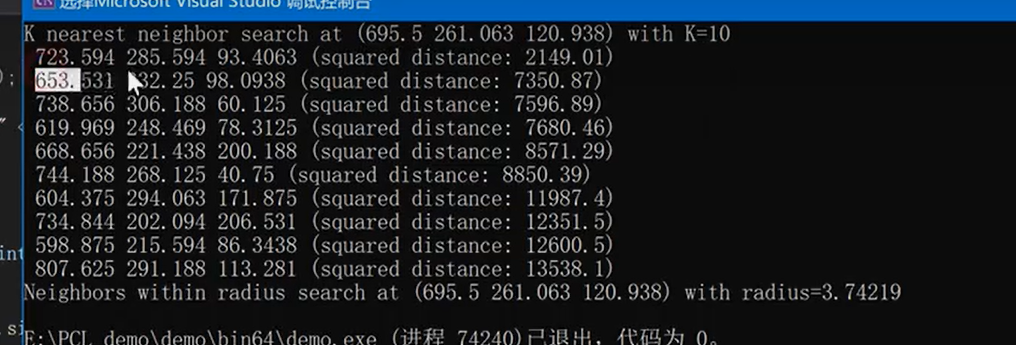 选择Microsoft Visual Studio 调试控制台
K nearest neighbor search at (695.5 261.063 120.938) with K=10
723.594 285.594 93.4063 (squared distance: 2149.01)
653.531 32.25 98.0938 (squared distance: 7350.87)
738.656 306.188 60.125 (squared distance: 7596.89)
619.969 248.469 78.3125 (squared distance: 7680.46)
668.656 221.438 200.188 (squared distance: 8571.29)
744.188 268.125 40.75 (squared distance: 8850.39)
604.375 294.063 171.875 (squared distance: 11987.4)
734.844 202.094 206.531 (squared distance: 12351.5)
598.875 215.594 86.3438 (squared distance: 12600.5)
807.625 291.188 113.281 (squared distance: 13538.1)
int
Neighbors within radius search at (695.5 261.063 120.938) with radius=3.74219
.si
E:\PCL_demo\demo\bin64\demo.exe (进程 74240)已退出，代码为 0。